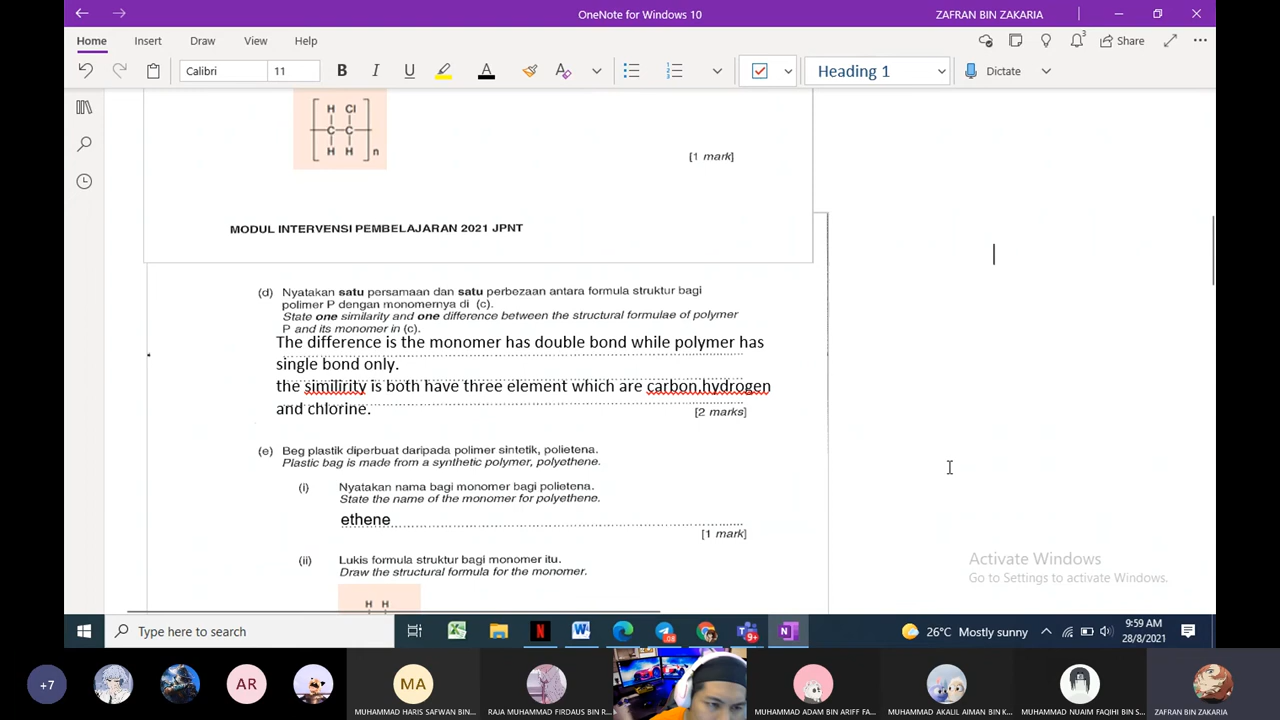 OneNote for Windows 10
ZAFRAN BIN ZAKARIA
Home Insert Draw View Help
3
Share
Calibri 11 B I U A Heading 1 Dictate
H Cl
C C
H H n
[1 mark]
MODUL INTERVENSI PEMBELAJARAN 2021 JPNT
(d) Nyatakan satu persamaan dan satu perbezaan antara formula struktur bagi
polimer P dengan monomernya di (c).
State one similarity and one difference between the structural formulae of polymer
P and its monomer in (c).
The difference is the monomer has double bond while polymer has
single bond only.
the similirity is both have three element which are carbon,hydrogen
and chlorine.
[2 marks]
(e) Beg plastik diperbuat daripada polimer sintetik, polietena.
Plastic bag is made from a synthetic polymer, polyethene.
(i) Nyatakan nama bagi monomer bagi polietena.
State the name of the monomer for polyethene.
ethene
[1 mark]
(ii) Lukis formula struktur bagi monomer itu.
Draw the structural formula for the monomer.
H H
Activate Windows
Go to Settings to activate Windows.
Type here to search
26°C Mostly sunny
9:59 AM
28/8/2021
+7
AR
MA
MUHAMMAD HARIS SAFWAN BIN...
RAJA MUHAMMAD FIRDAUS BIN R...
MUHAMMAD ADAM BIN ARIFF FA...
MUHAMMAD AKALIL AIMAN BIN K...
MUHAMMAD NUAIM FAQIHI BIN S...
ZAFRAN BIN ZAKARIA